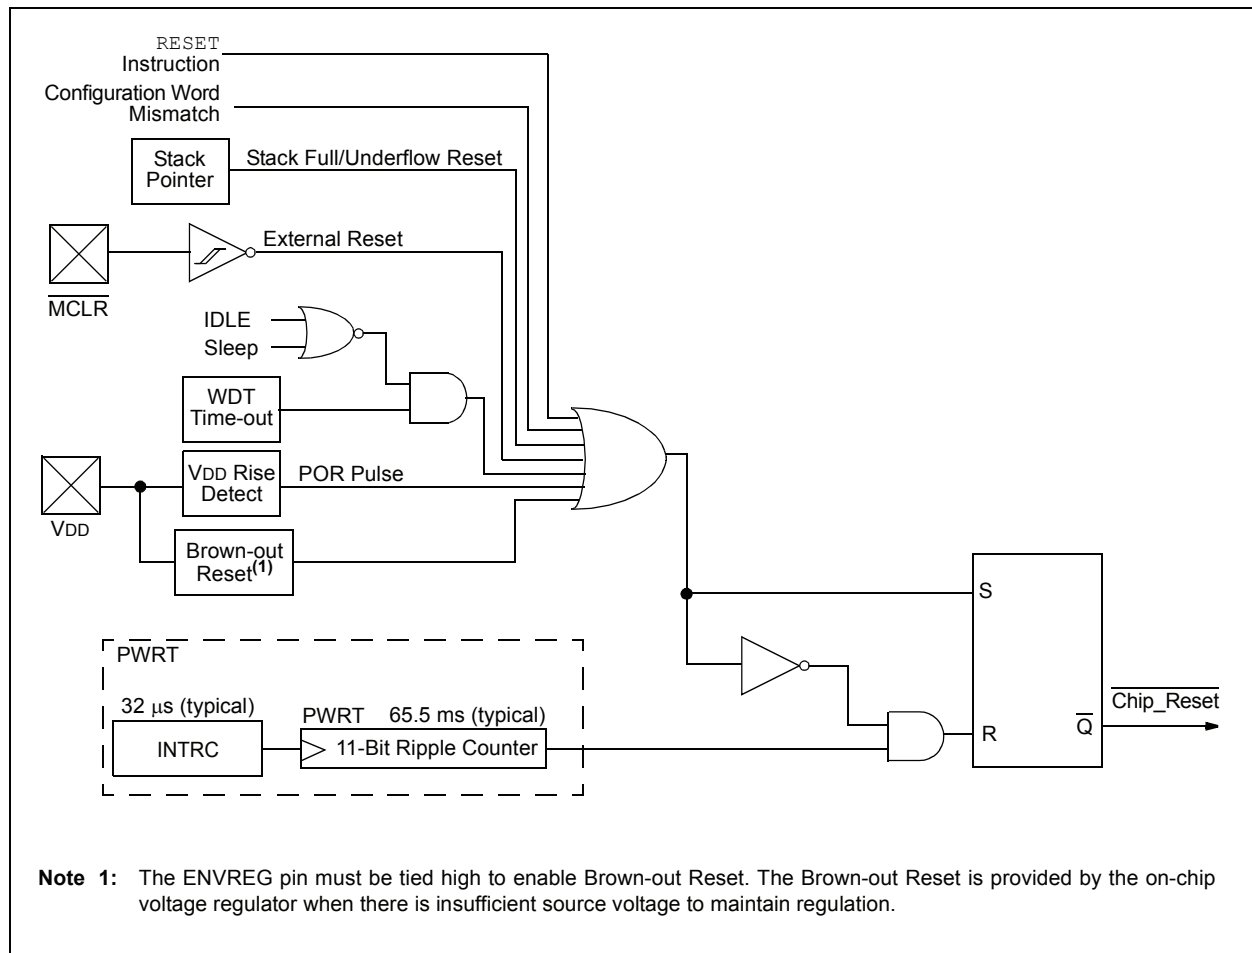 RESET
Instruction
Configuration Word
Mismatch
Stack
Pointer
Stack Full/Underflow Reset
External Reset
MCLR
IDLE
Sleep
WDT
Time-out
VDD Rise
Detect
POR Pulse
VDD
Brown-out
Reset(1)
S
PWRT
32 μs (typical)
INTRC
PWRT 65.5 ms (typical)
11-Bit Ripple Counter
R
Q
Chip_Reset
Note 1: The ENVREG pin must be tied high to enable Brown-out Reset. The Brown-out Reset is provided by the on-chip
voltage regulator when there is insufficient source voltage to maintain regulation.